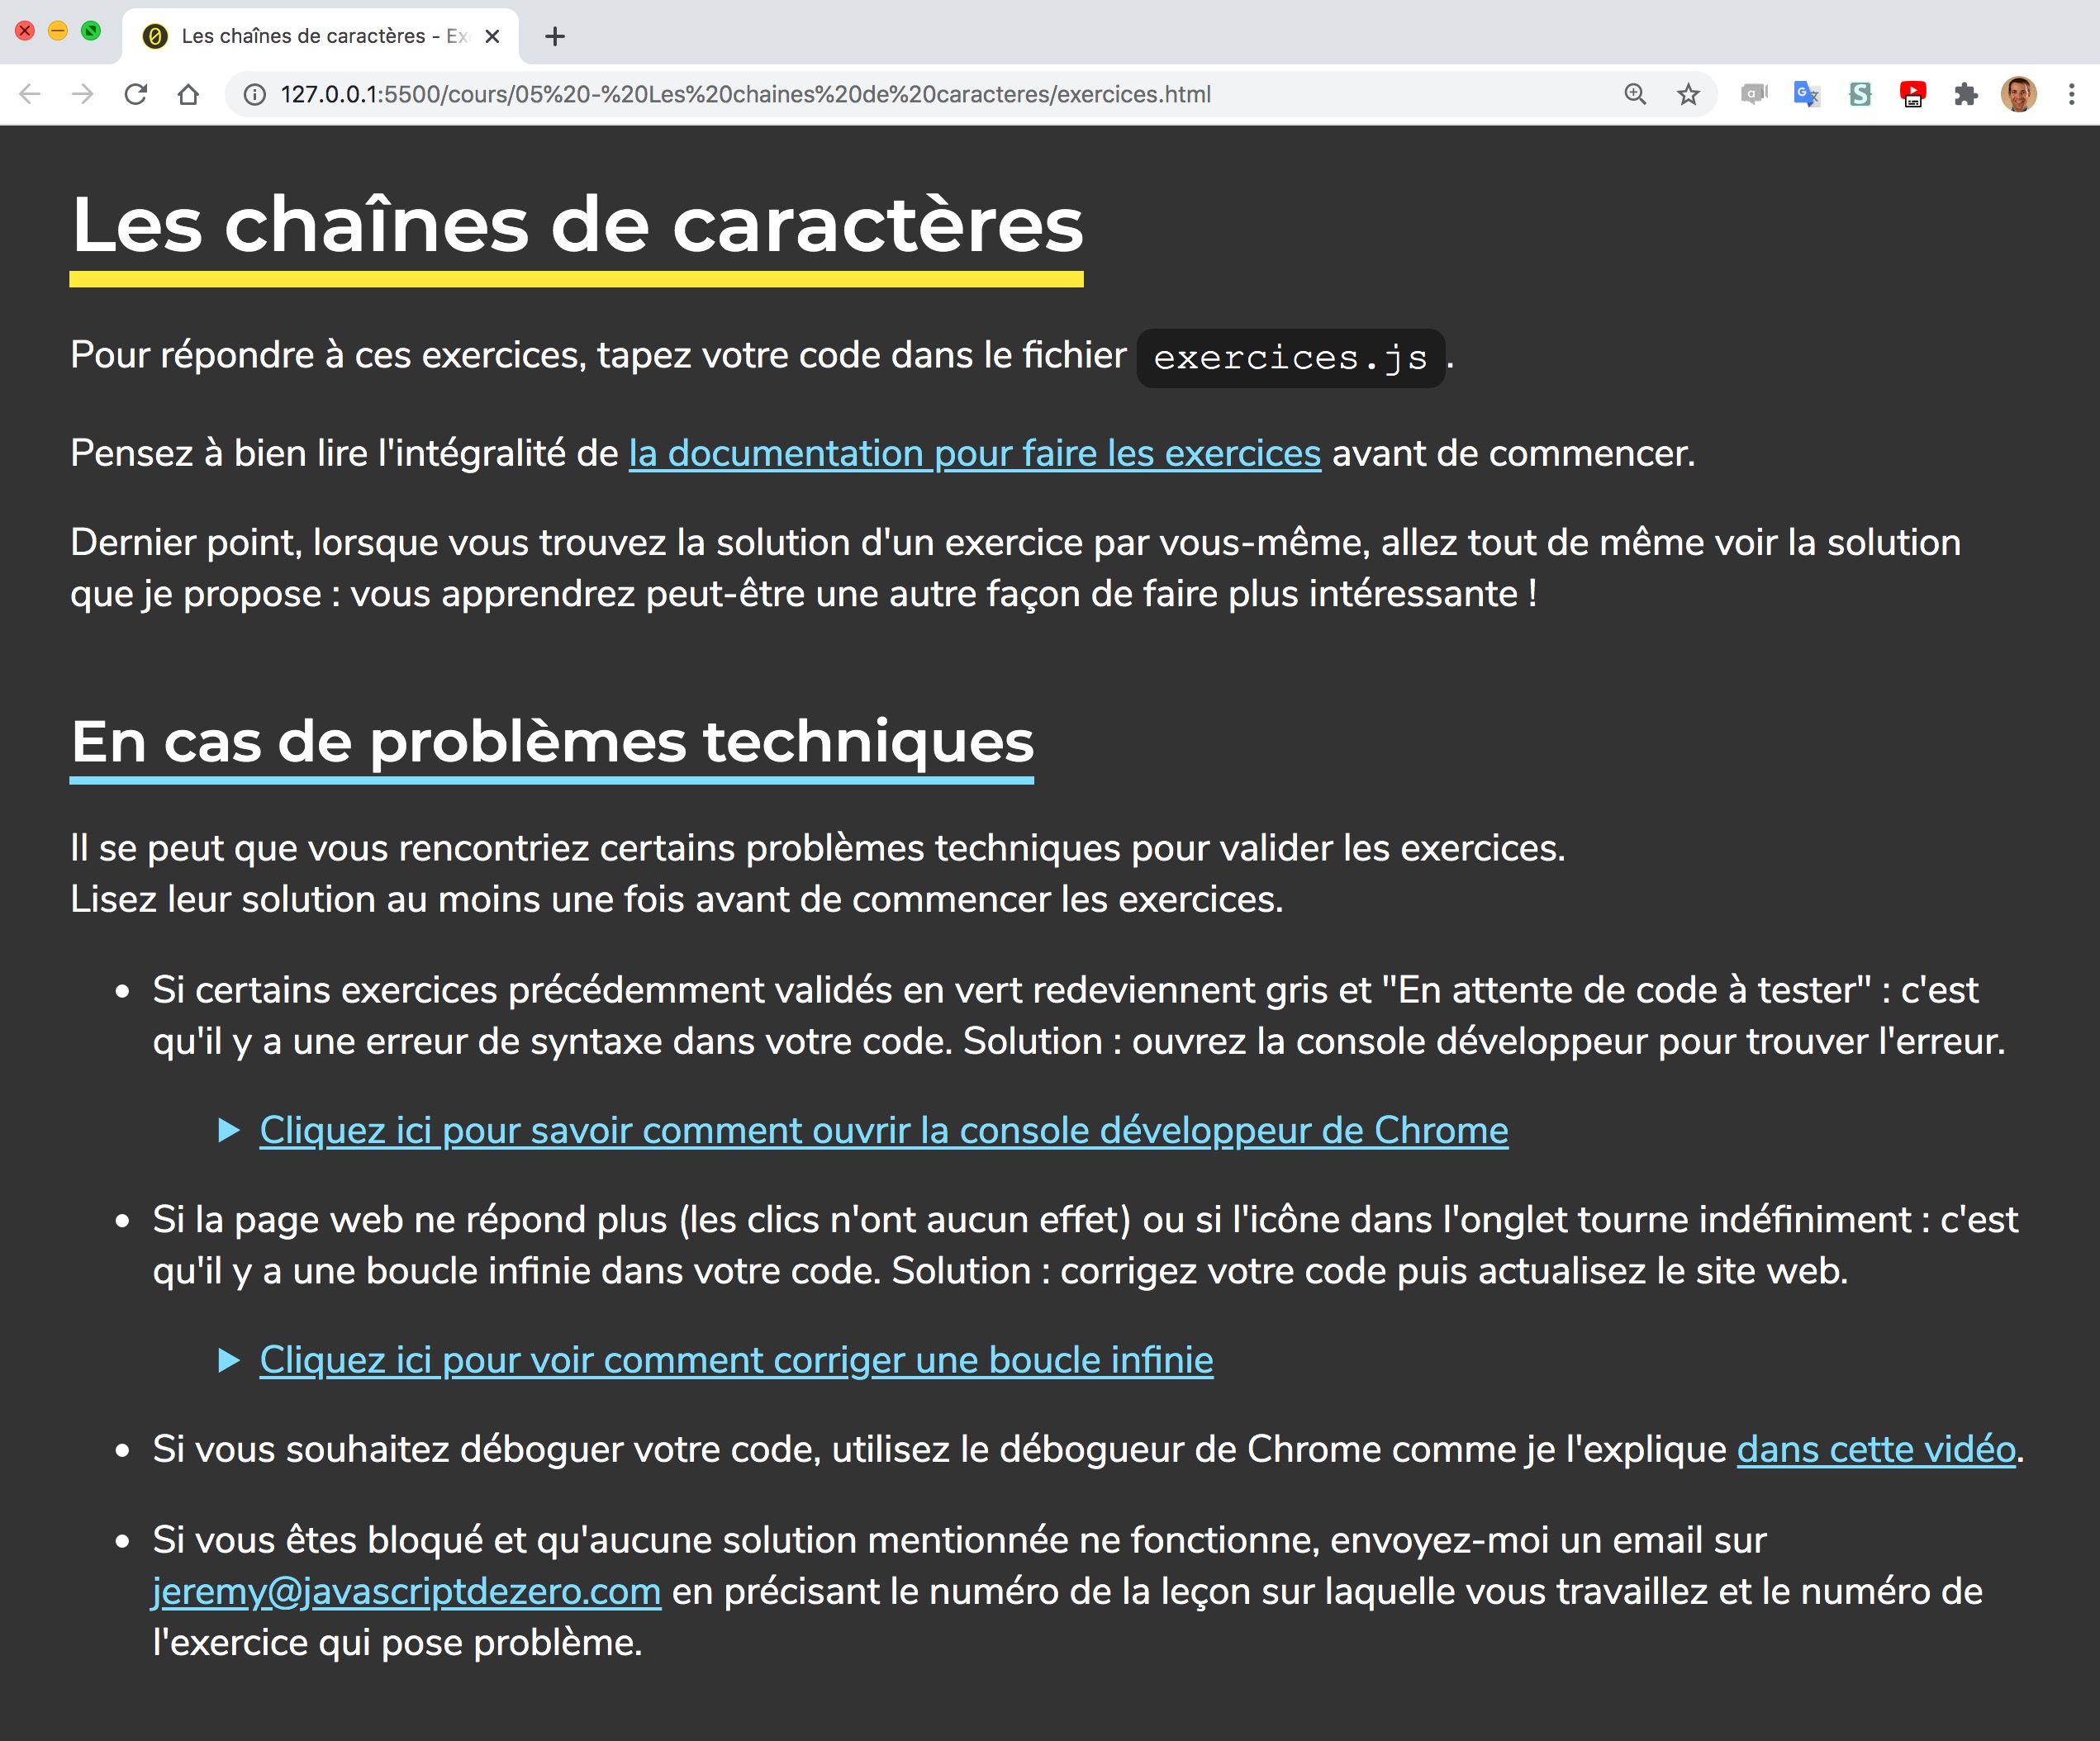 Les chaînes de caractères - Ex
127.0.0.1:5500/cours/05%20-%20Les%20chaines%20de%20caracteres/exercices.html
Les chaînes de caractères
Pour répondre à ces exercices, tapez votre code dans le fichier exercices.js.
Pensez à bien lire l'intégralité de la documentation pour faire les exercices avant de commencer.
Dernier point, lorsque vous trouvez la solution d'un exercice par vous-même, allez tout de même voir la solution
que je propose : vous apprendrez peut-être une autre façon de faire plus intéressante !
En cas de problèmes techniques
Il se peut que vous rencontriez certains problèmes techniques pour valider les exercices.
Lisez leur solution au moins une fois avant de commencer les exercices.
• Si certains exercices précédemment validés en vert redeviennent gris et "En attente de code à tester" : c'est
qu'il y a une erreur de syntaxe dans votre code. Solution : ouvrez la console développeur pour trouver l'erreur.
▶ Cliquez ici pour savoir comment ouvrir la console développeur de Chrome
• Si la page web ne répond plus (les clics n'ont aucun effet) ou si l'icône dans l'onglet tourne indéfiniment : c'est
qu'il y a une boucle infinie dans votre code. Solution : corrigez votre code puis actualisez le site web.
▶ Cliquez ici pour voir comment corriger une boucle infinie
• Si vous souhaitez déboguer votre code, utilisez le débogueur de Chrome comme je l'explique dans cette vidéo.
• Si vous êtes bloqué et qu'aucune solution mentionnée ne fonctionne, envoyez-moi un email sur
jeremy@javascriptdezero.com en précisant le numéro de la leçon sur laquelle vous travaillez et le numéro de
l'exercice qui pose problème.